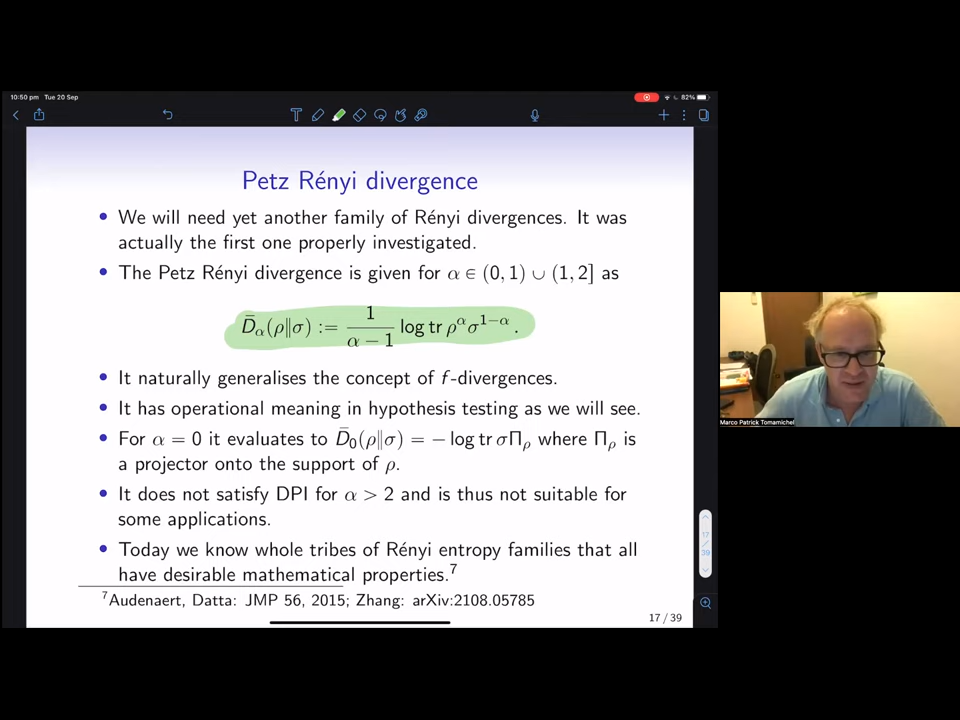 10:50 pm Tue 20 Sep
82%
Petz Rényi divergence
• We will need yet another family of Rényi divergences. It was
actually the first one properly investigated.
• The Petz Rényi divergence is given for α ∈ (0, 1) ∪ (1, 2] as
D̄α(ρ‖σ) := 1/(α − 1) log tr ρ^α σ^{1−α} .
• It naturally generalises the concept of f-divergences.
• It has operational meaning in hypothesis testing as we will see.
• For α = 0 it evaluates to D̄₀(ρ‖σ) = − log tr σΠρ where Πρ is
a projector onto the support of ρ.
• It does not satisfy DPI for α > 2 and is thus not suitable for
some applications.
• Today we know whole tribes of Rényi entropy families that all
have desirable mathematical properties.⁷
⁷Audenaert, Datta: JMP 56, 2015; Zhang: arXiv:2108.05785
17 / 39
17
/
39
Marco Patrick Tomamichel